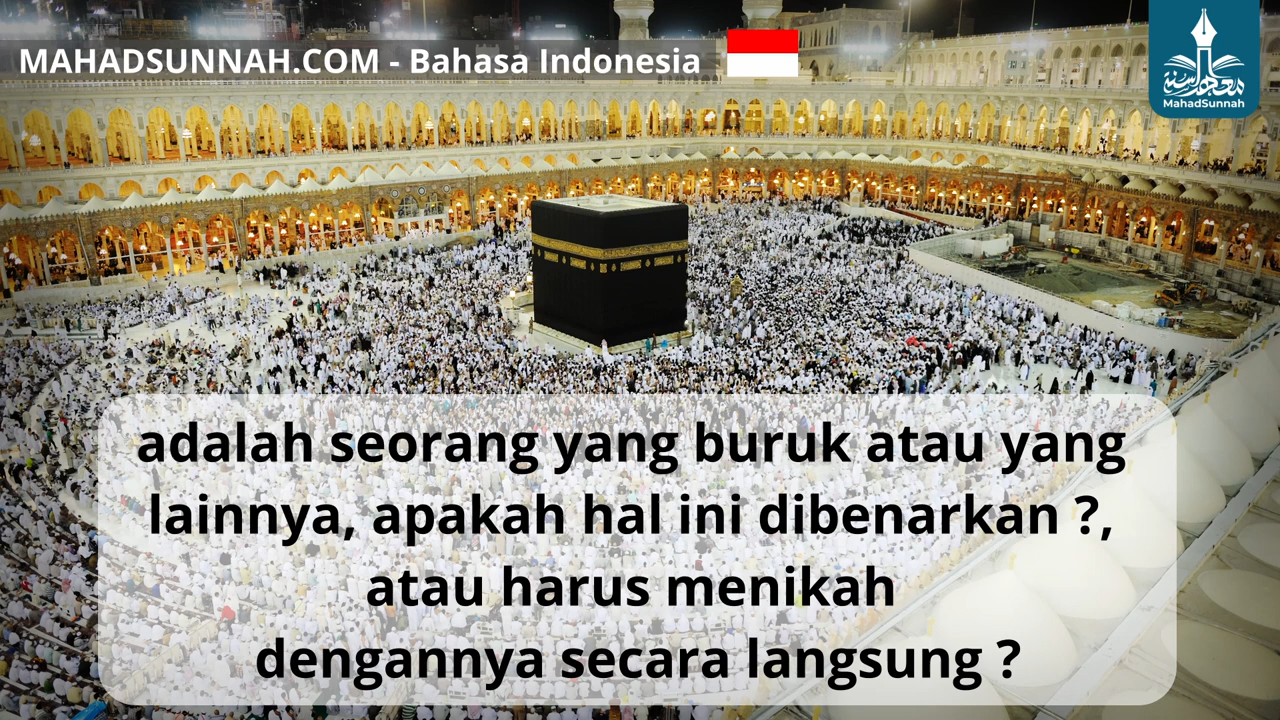 MAHADSUNNAH.COM - Bahasa Indonesia
MahadSunnah
adalah seorang yang buruk atau yang
lainnya, apakah hal ini dibenarkan ?,
atau harus menikah
dengannya secara langsung ?